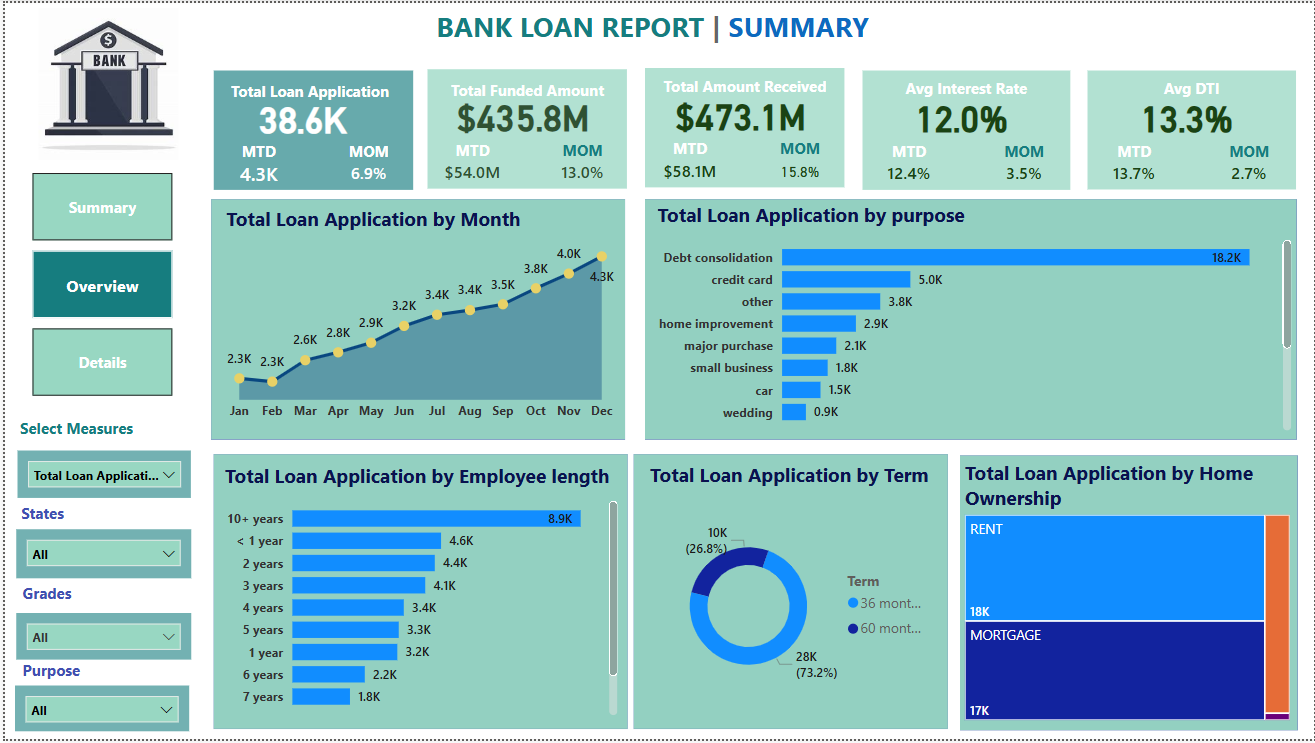 BANK LOAN REPORT | SUMMARY
$
BANK
Total Loan Application
38.6K
MTD MOM
4.3K 6.9%
Total Funded Amount
$435.8M
MTD MOM
$54.0M 13.0%
Total Amount Received
$473.1M
MTD MOM
$58.1M 15.8%
Avg Interest Rate
12.0%
MTD MOM
12.4% 3.5%
Avg DTI
13.3%
MTD MOM
13.7% 2.7%
Summary
Overview
Details
Select Measures
Total Loan Applicati...
States
All
Grades
All
Purpose
All
Total Loan Application by Month
2.3K 2.3K 2.6K 2.8K 2.9K 3.2K 3.4K 3.4K 3.5K 3.8K 4.0K 4.3K
Jan Feb Mar Apr May Jun Jul Aug Sep Oct Nov Dec
Total Loan Application by purpose
Debt consolidation 18.2K
credit card 5.0K
other 3.8K
home improvement 2.9K
major purchase 2.1K
small business 1.8K
car 1.5K
wedding 0.9K
Total Loan Application by Employee length
10+ years 8.9K
< 1 year 4.6K
2 years 4.4K
3 years 4.1K
4 years 3.4K
5 years 3.3K
1 year 3.2K
6 years 2.2K
7 years 1.8K
Total Loan Application by Term
10K
(26.8%)
28K
(73.2%)
Term
36 mont...
60 mont...
Total Loan Application by Home
Ownership
RENT
18K
MORTGAGE
17K